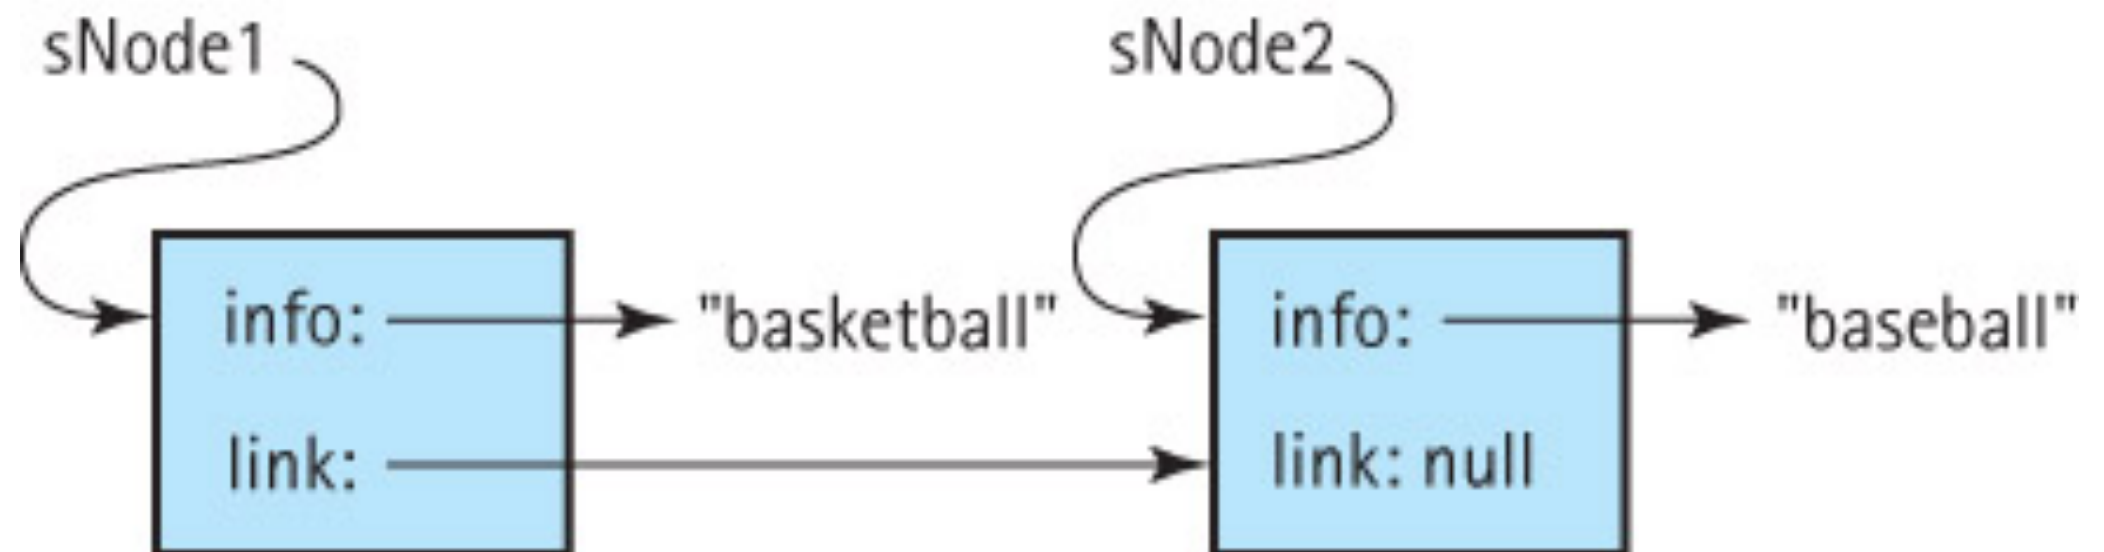 sNode1 sNode2
info: "basketball" info: "baseball"
link: link: null